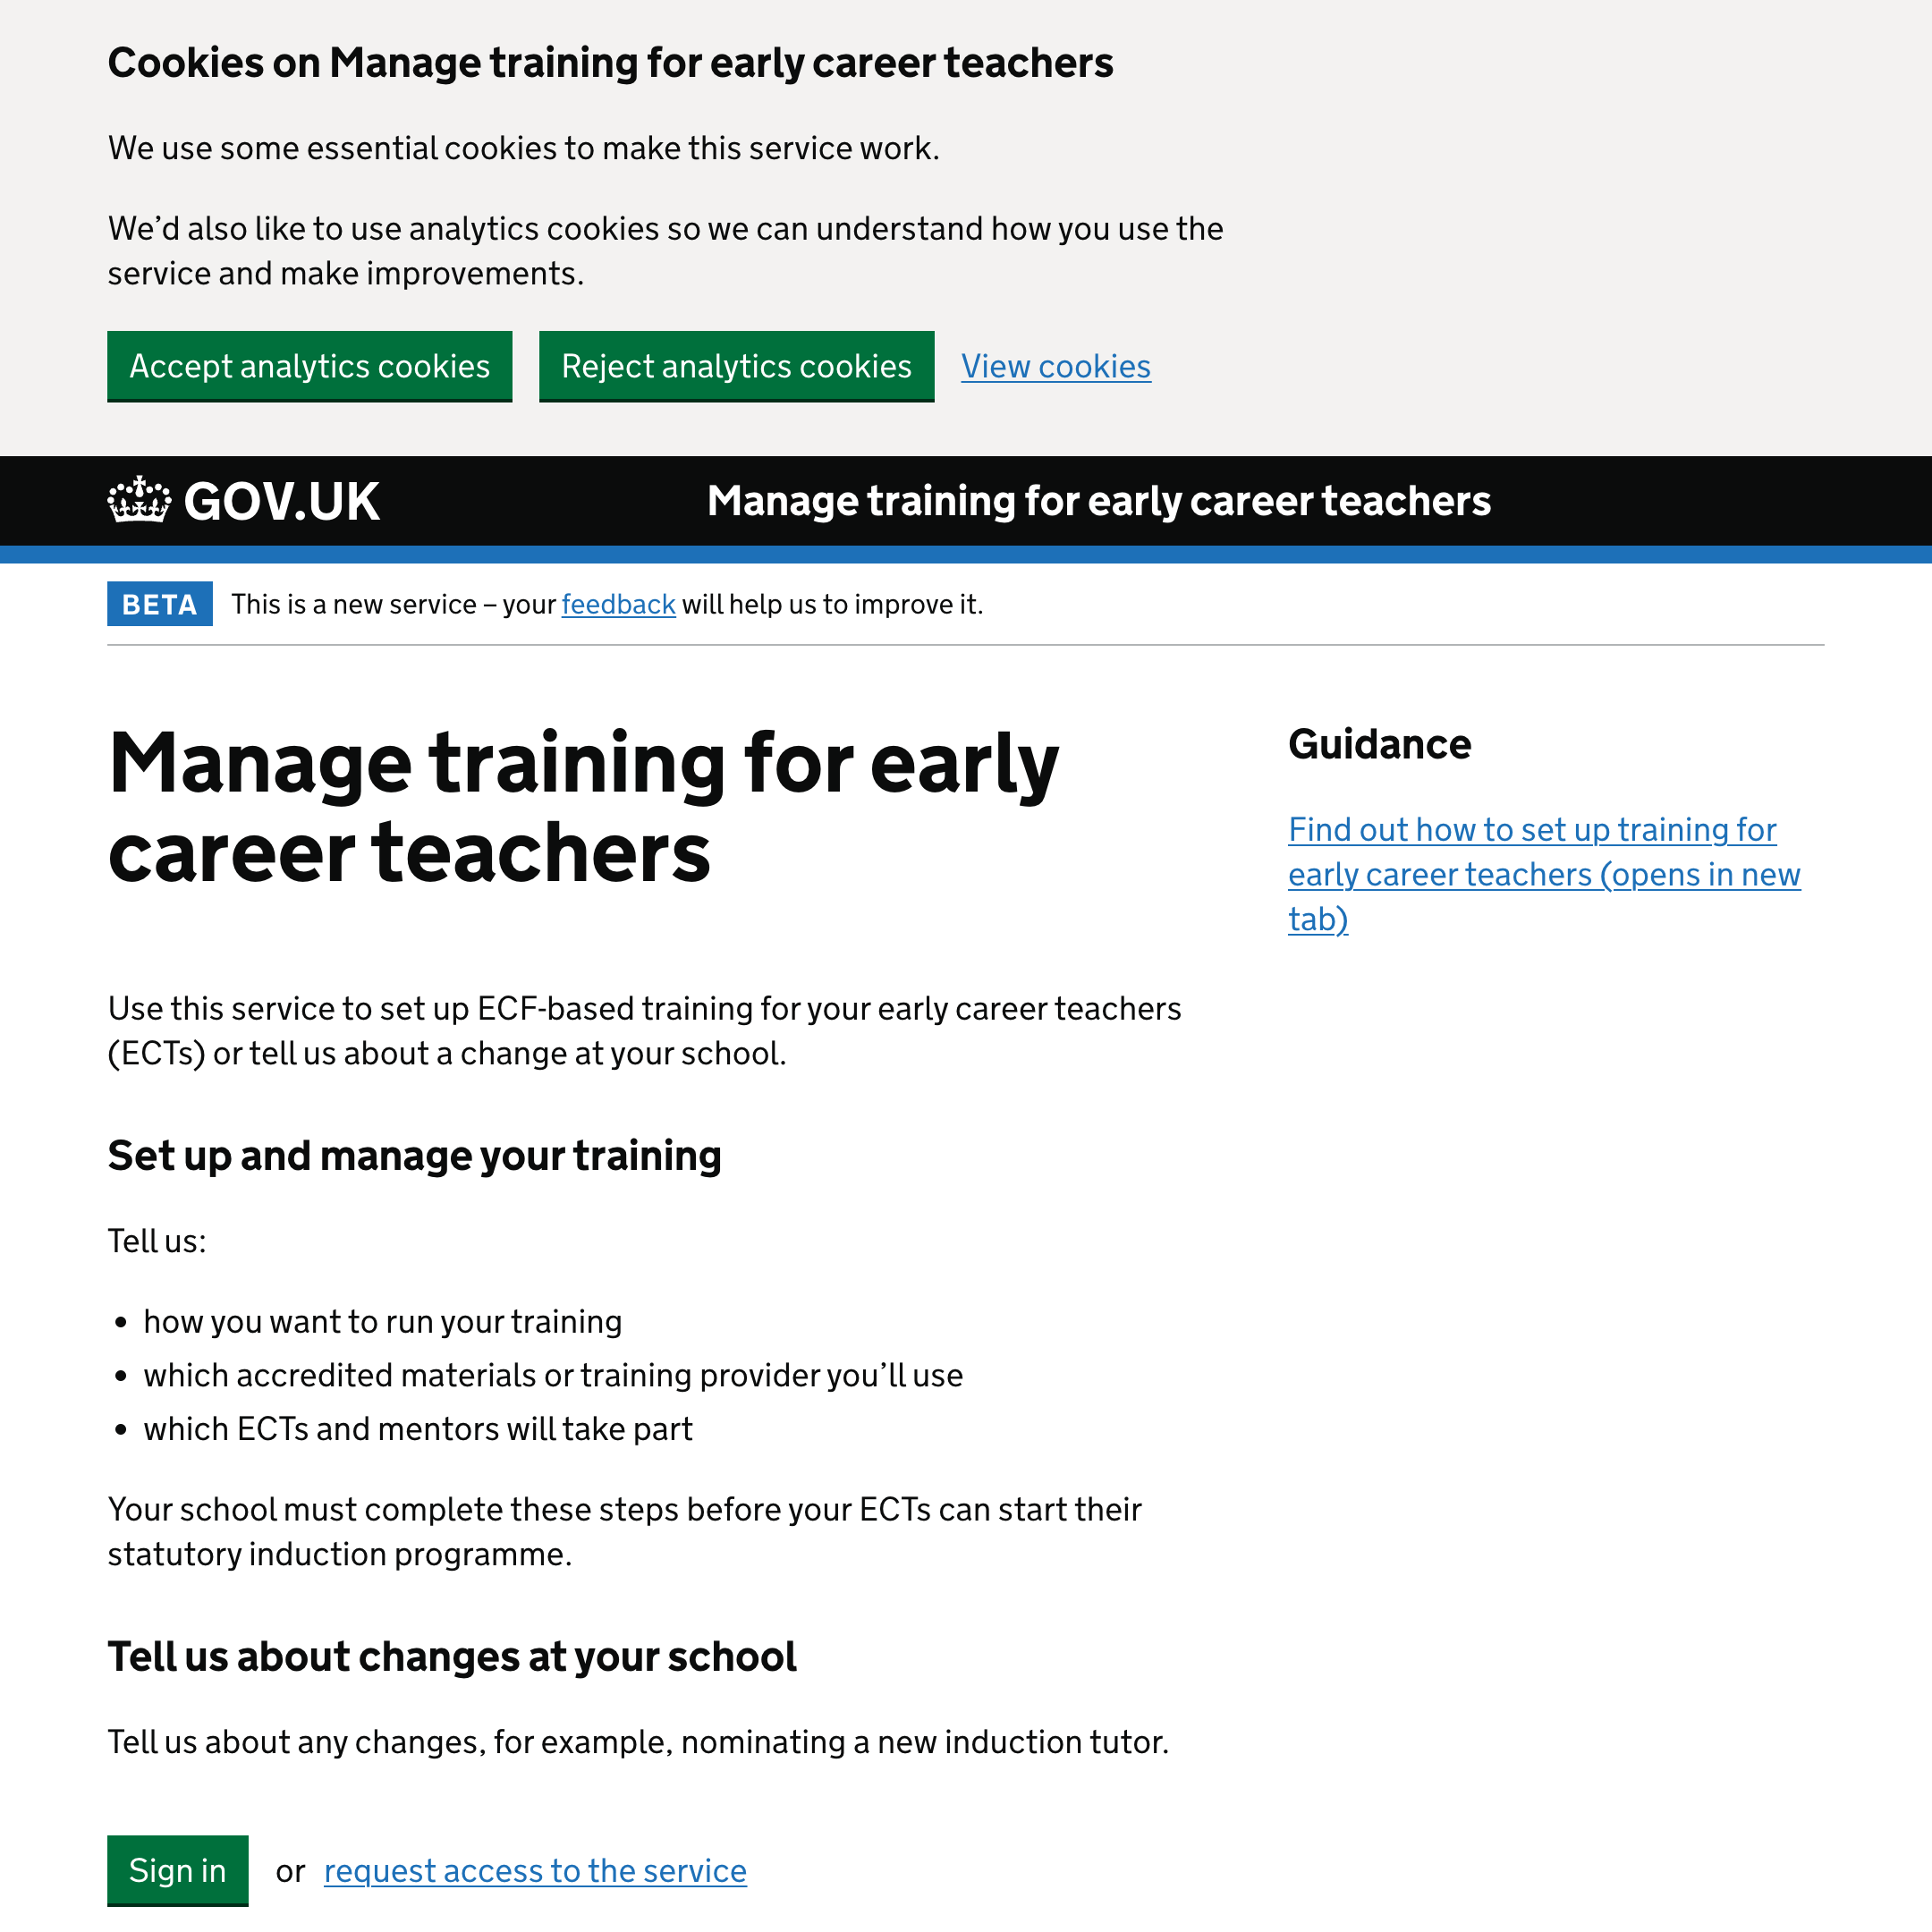 Cookies on Manage training for early career teachers
We use some essential cookies to make this service work.
We’d also like to use analytics cookies so we can understand how you use the
service and make improvements.
Accept analytics cookies
Reject analytics cookies
View cookies
GOV.UK
Manage training for early career teachers
BETA
This is a new service – your feedback will help us to improve it.
Manage training for early
career teachers
Use this service to set up ECF-based training for your early career teachers
(ECTs) or tell us about a change at your school.
Set up and manage your training
Tell us:
• how you want to run your training
• which accredited materials or training provider you’ll use
• which ECTs and mentors will take part
Your school must complete these steps before your ECTs can start their
statutory induction programme.
Tell us about changes at your school
Tell us about any changes, for example, nominating a new induction tutor.
Sign in or request access to the service
Guidance
Find out how to set up training for
early career teachers (opens in new
tab)